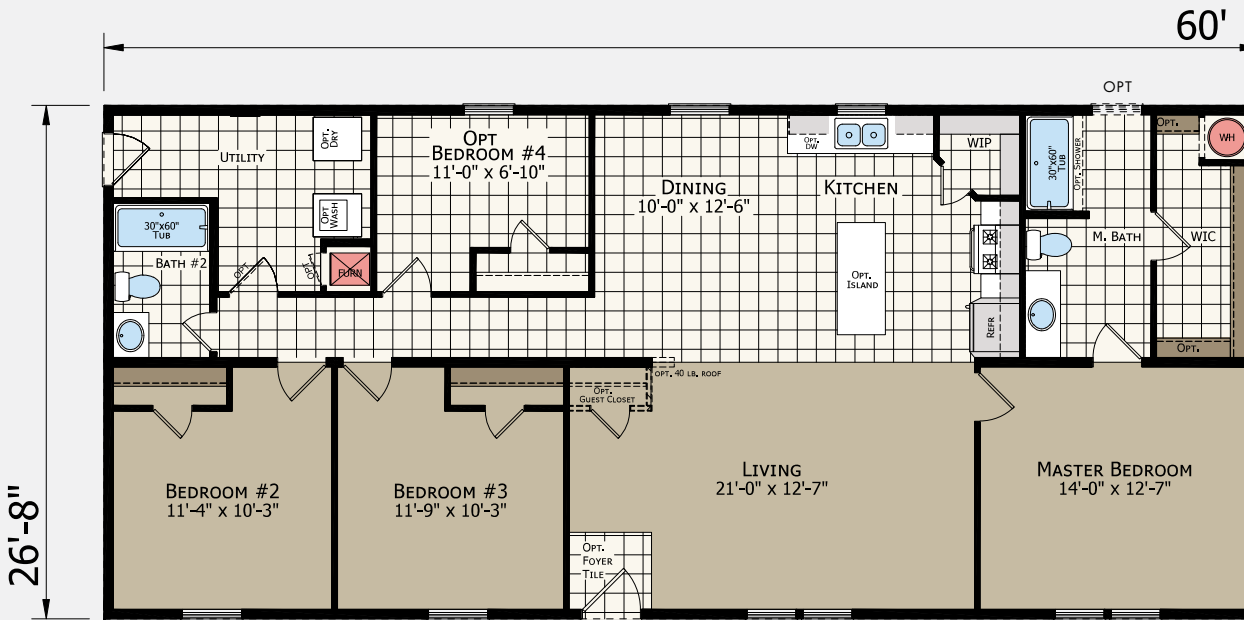 60'
OPT
UTILITY
OPT. DRY
OPT WASH
OPT
OPT
FURN
30"x60" TUB
BATH #2
OPT
BEDROOM #4
11'-0" x 6'-10"
DINING
10'-0" x 12'-6"
OPT. DW
KITCHEN
WIP
OPT. ISLAND
REFR
30"x60" TUB
OPT. SHOWER
M. BATH
OPT.
WH
WIC
OPT.
OPT. 40 LB. ROOF
OPT.
GUEST CLOSET
26'-8"
BEDROOM #2
11'-4" x 10'-3"
BEDROOM #3
11'-9" x 10'-3"
LIVING
21'-0" x 12'-7"
MASTER BEDROOM
14'-0" x 12'-7"
OPT.
FOYER
TILE